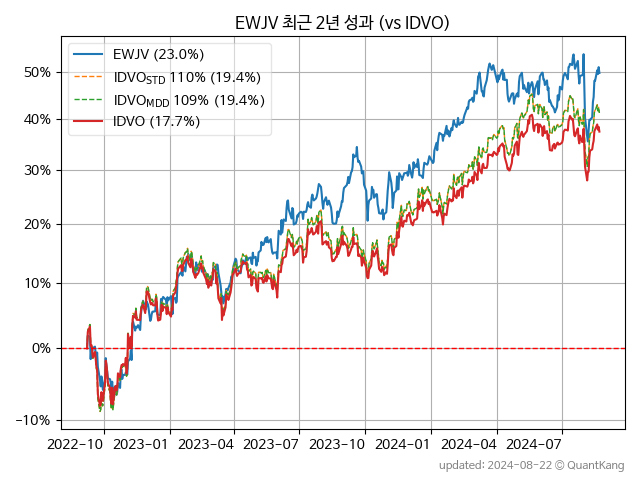 EWJV 최근 2년 성과 (vs IDVO)
EWJV (23.0%)
IDVO_STD 110% (19.4%)
IDVO_MDD 109% (19.4%)
IDVO (17.7%)
50%
40%
30%
20%
10%
0%
−10%
2022-10 2023-01 2023-04 2023-07 2023-10 2024-01 2024-04 2024-07
updated: 2024-08-22 © QuantKang